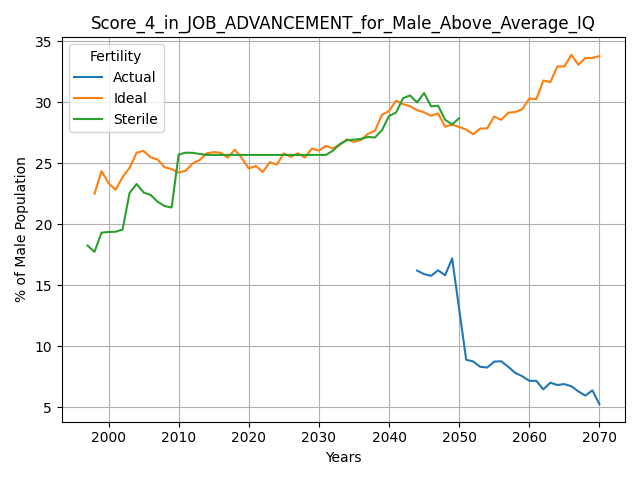 Score_4_in_JOB_ADVANCEMENT_for_Male_Above_Average_IQ
Fertility
Actual
Ideal
Sterile
% of Male Population
35
30
25
20
15
10
5
2000 2010 2020 2030 2040 2050 2060 2070
Years